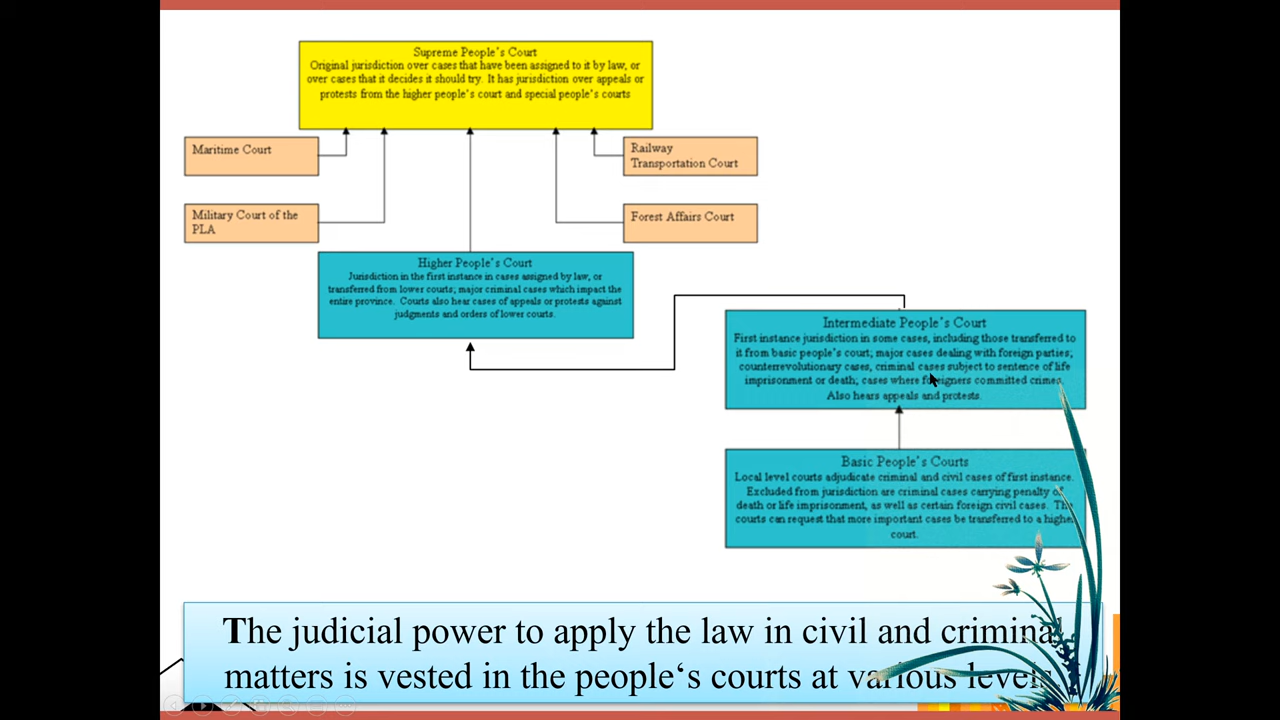 Supreme People's Court
Original jurisdiction over cases that have been assigned to it by law, or
over cases that it decides it should try. It has jurisdiction over appeals or
protests from the higher people's court and special people's courts
Maritime Court
Railway
Transportation Court
Military Court of the
PLA
Forest Affairs Court
Higher People's Court
Jurisdiction in the first instance in cases assigned by law, or
transferred from lower courts; major criminal cases which impact the
entire province. Courts also hear cases of appeals or protests against
judgments and orders of lower courts.
Intermediate People's Court
First instance jurisdiction in some cases, including those transferred to
it from basic people's court; major cases dealing with foreign parties;
counterrevolutionary cases, criminal cases subject to sentence of life
imprisonment or death; cases where foreigners committed crimes.
Also hears appeals and protests.
Basic People's Courts
Local level courts adjudicate criminal and civil cases of first instance.
Excluded from jurisdiction are criminal cases carrying penalty of
death or life imprisonment, as well as certain foreign civil cases. The
courts can request that more important cases be transferred to a higher
court.
The judicial power to apply the law in civil and criminal
matters is vested in the people‘s courts at various levels